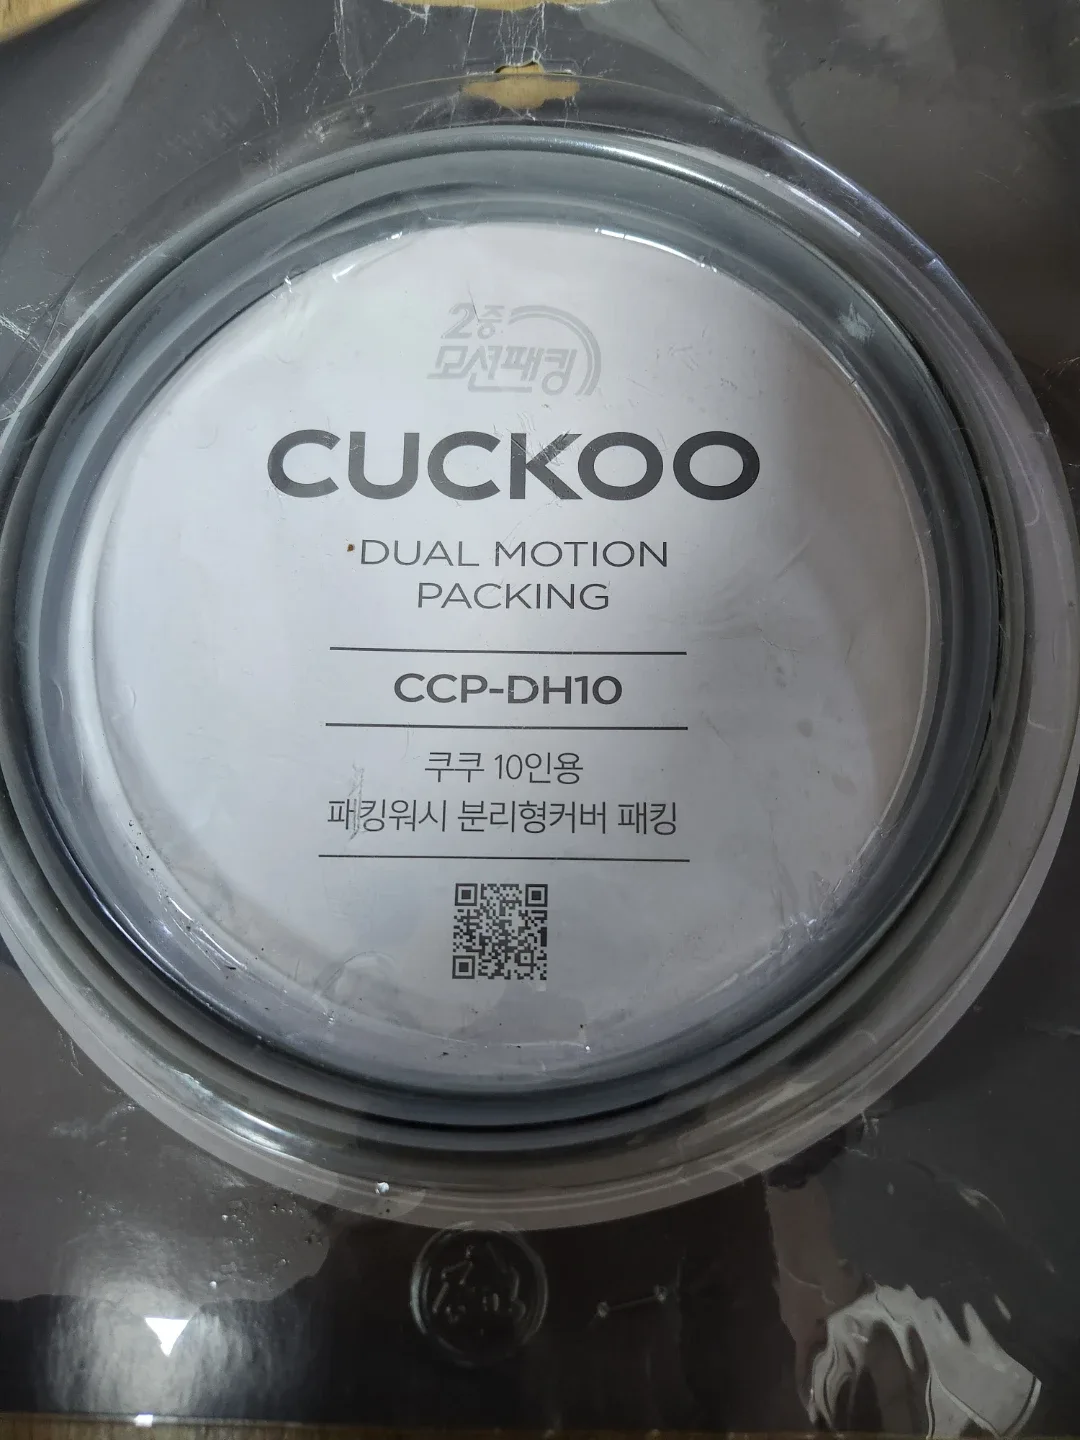 2중
모션패킹
CUCKOO
DUAL MOTION
PACKING
CCP-DH10
쿠쿠 10인용
패킹워시 분리형커버 패킹